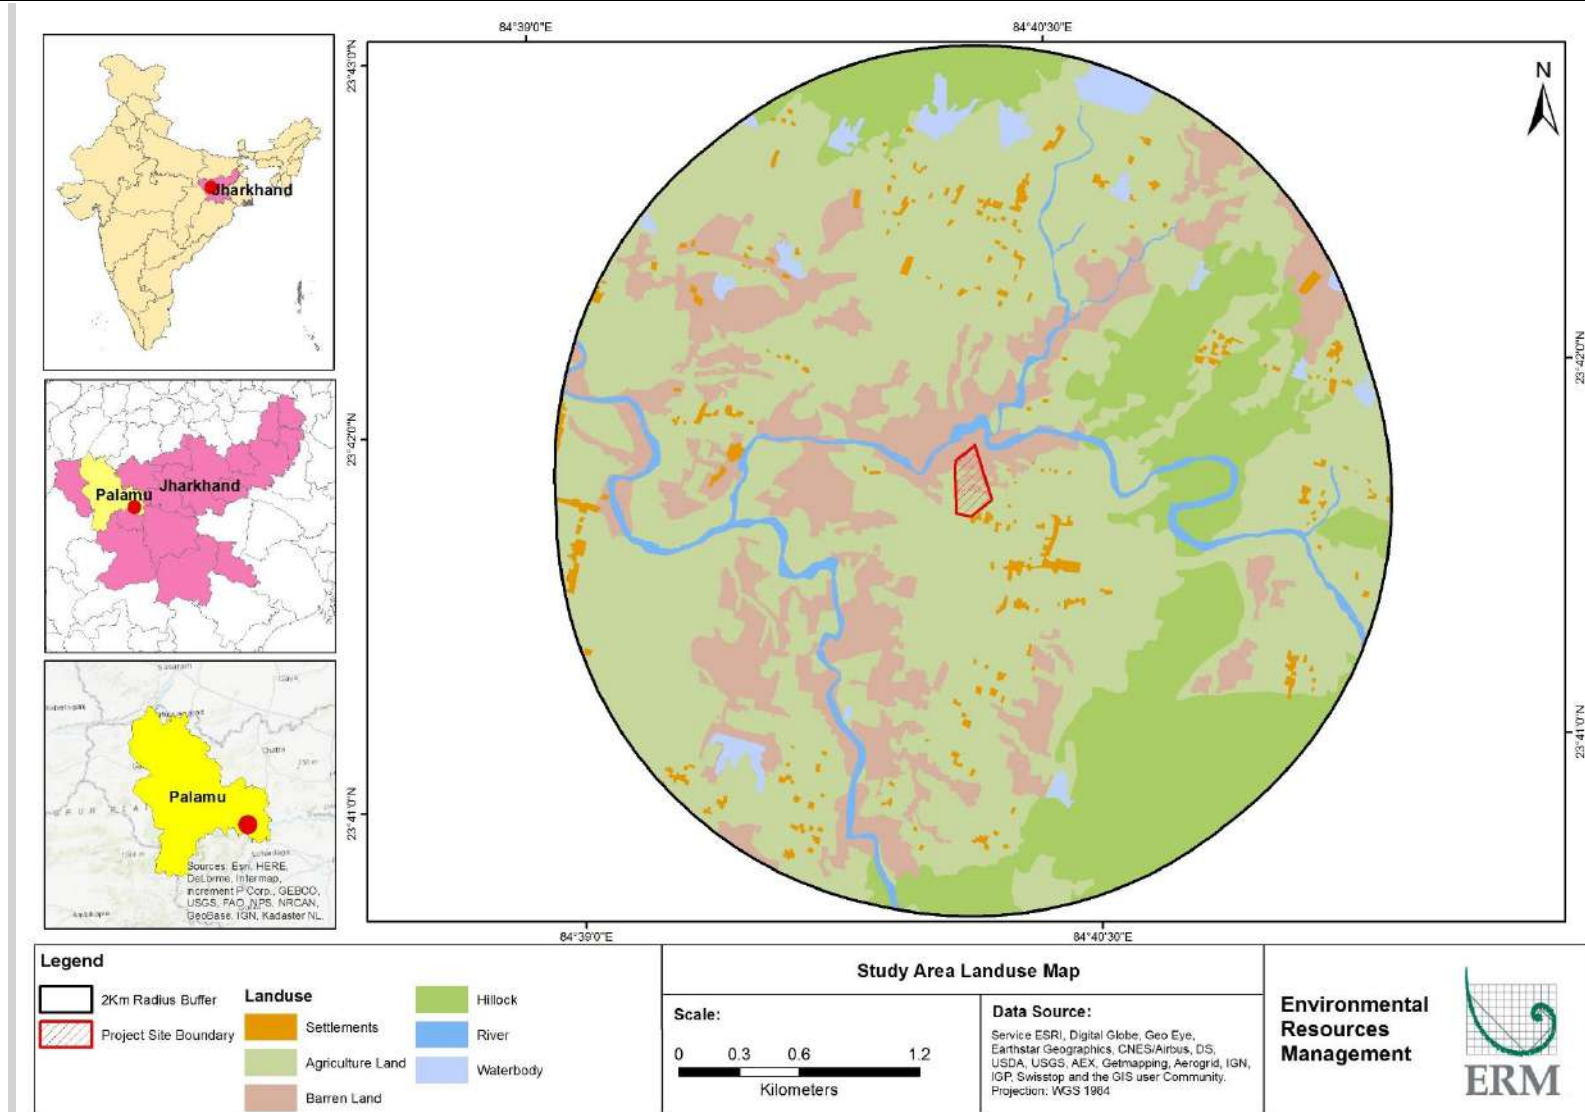 84°39'0"E
84°40'30"E
23°43'0"N
N
Jharkhand
23°42'0"N
23°42'0"N
Jharkhand
Palamu
23°41'0"N
23°41'0"N
Palamu
Chatra
Sources: Esri, HERE,
DeLorme, Intermap,
increment P Corp., GEBCO,
USGS, FAO, NPS, NRCAN,
GeoBase, IGN, Kadaster NL,
84°39'0"E
84°40'30"E
Legend
2Km Radius Buffer
Project Site Boundary
Landuse
Settlements
Agriculture Land
Barren Land
Hillock
River
Waterbody
Study Area Landuse Map
Scale:
0 0.3 0.6 1.2
Kilometers
Data Source:
Service ESRI, Digital Globe, Geo Eye,
Earthstar Geographics, CNES/Airbus, DS,
USDA, USGS, AEX, Getmapping, Aerogrid, IGN,
IGP, Swisstop and the GIS user Community.
Projection: WGS 1984
Environmental
Resources
Management
ERM